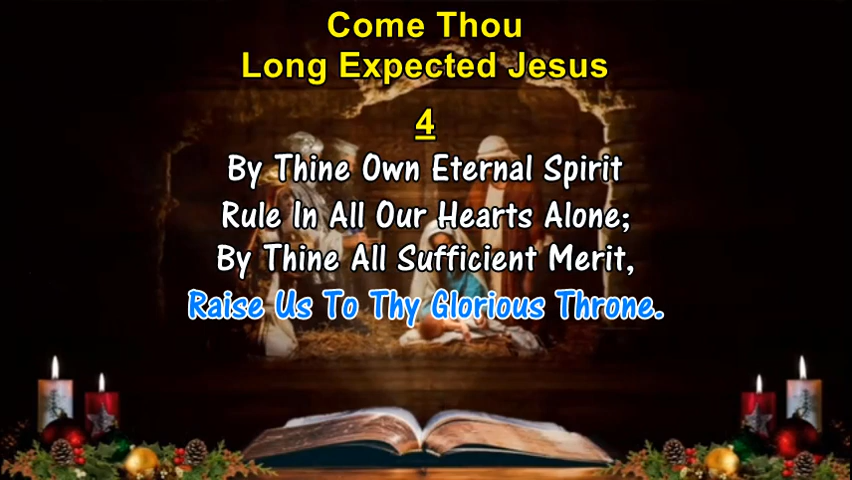 Come Thou
Long Expected Jesus
4
By Thine Own Eternal Spirit
Rule In All Our Hearts Alone;
By Thine All Sufficient Merit,
Raise Us To Thy Glorious Throne.